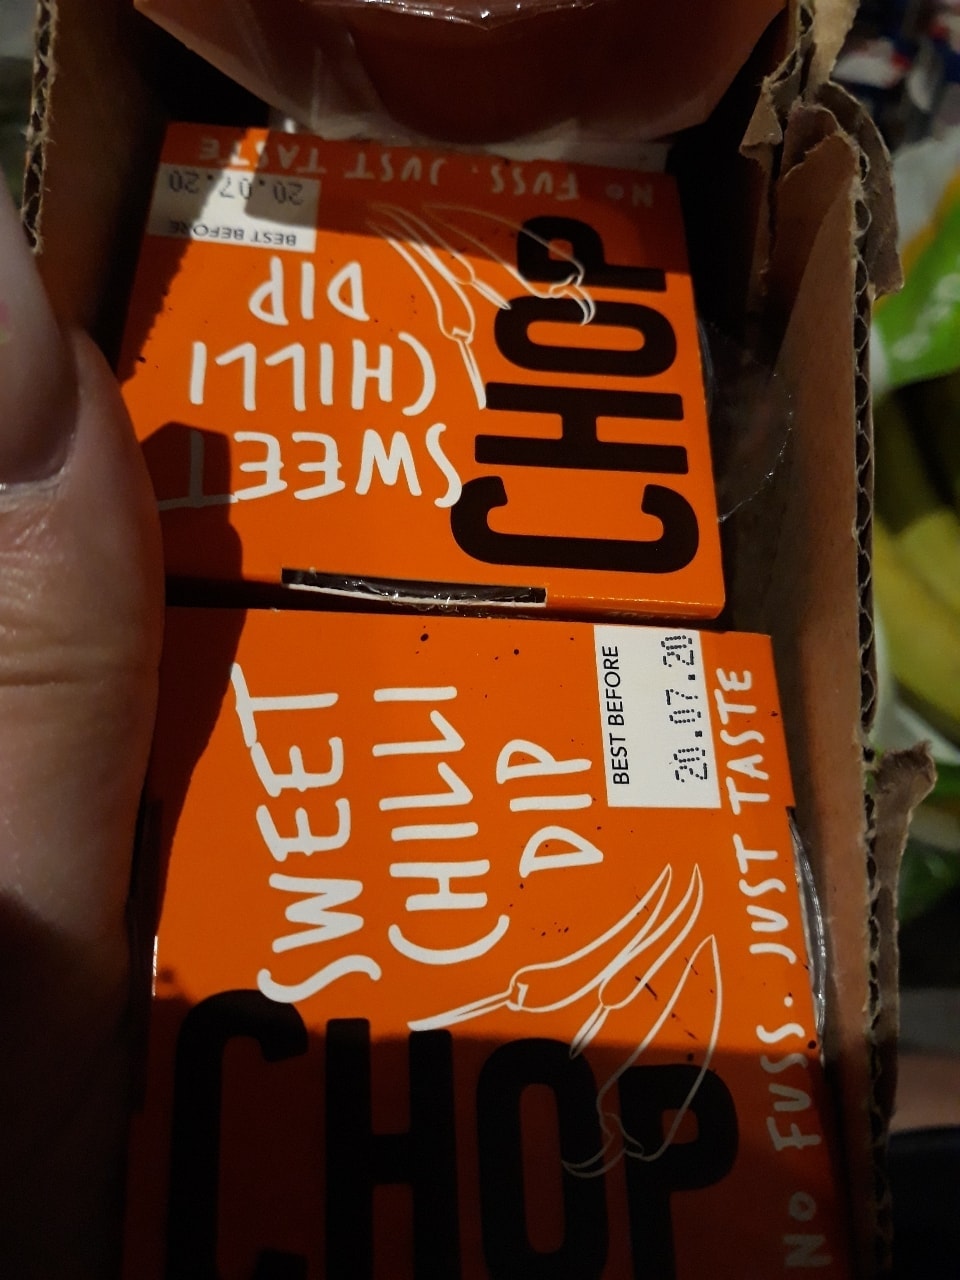 CHOP
SWEET
CHILLI
DIP
BEST BEFORE
20.07.20
NO FUSS. JUST TASTE
CHOP
SWEET
CHILLI
DIP
BEST BEFORE
20.07.20
NO FUSS. JUST TASTE